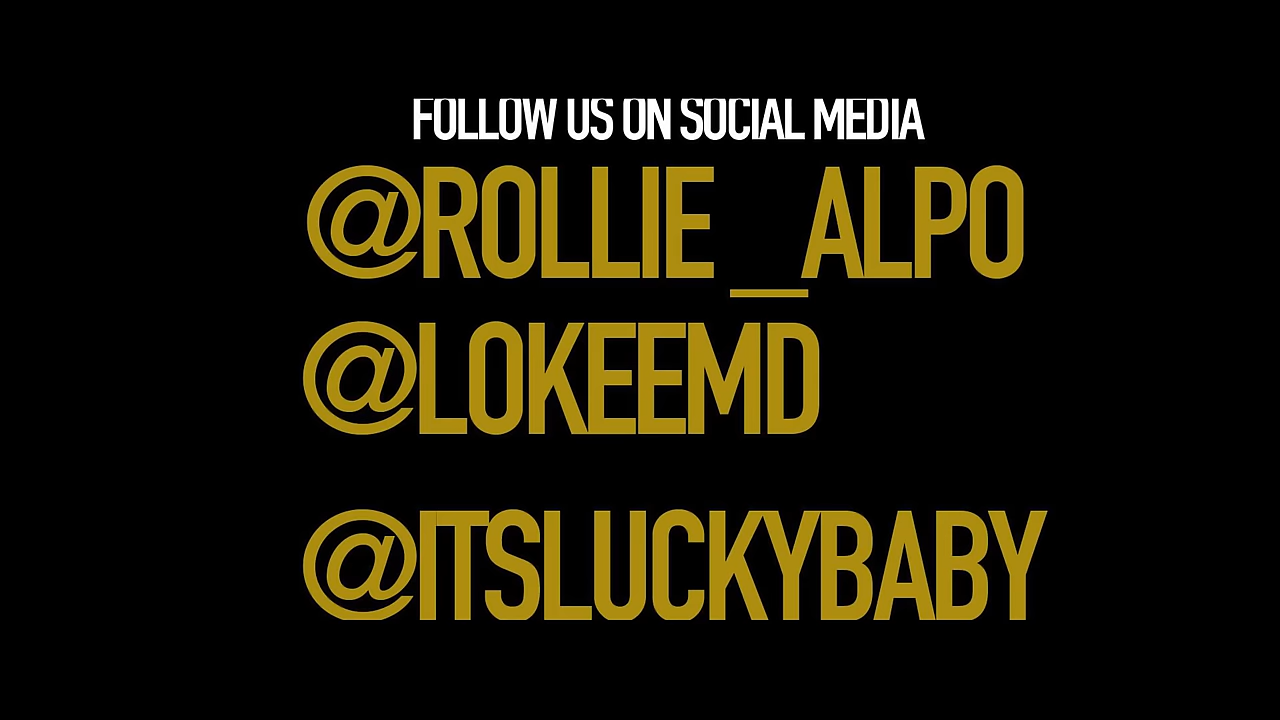 FOLLOW US ON SOCIAL MEDIA
@ROLLIE_ALPO
@LOKEEMD
@ITSLUCKYBABY